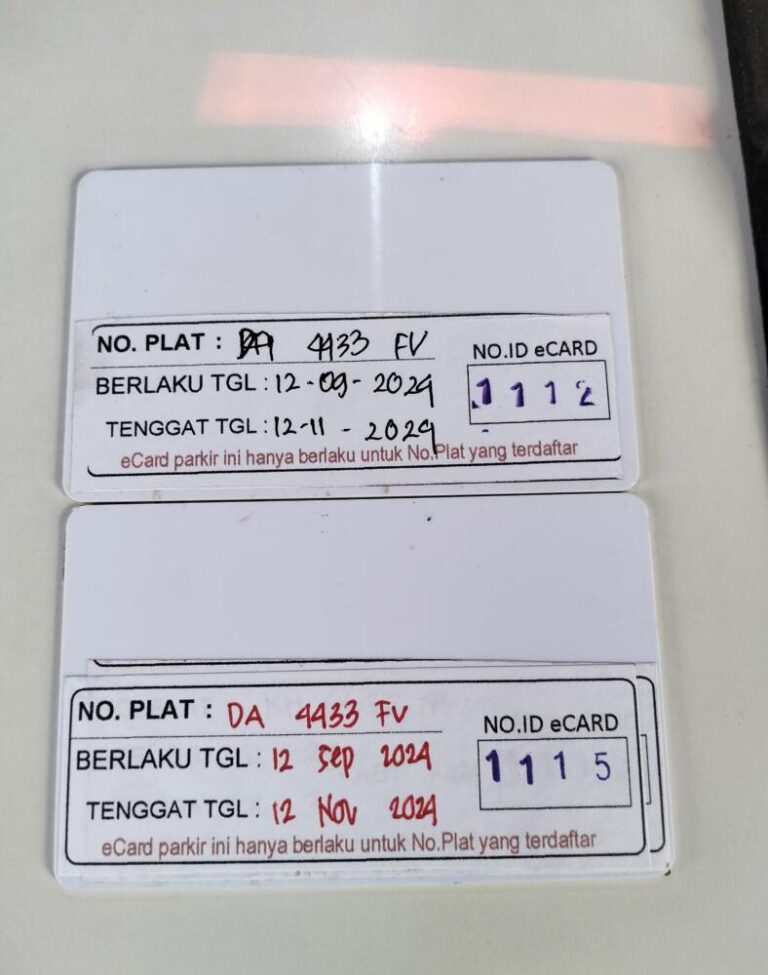 NO. PLAT : DA 4433 FV
NO.ID eCARD
BERLAKU TGL : 12-09-2024
1112
TENGGAT TGL : 12-11-2024
eCard parkir ini hanya berlaku untuk No.Plat yang terdaftar
NO. PLAT : DA 4433 FV
NO.ID eCARD
BERLAKU TGL : 12 Sep 2024
1115
TENGGAT TGL : 12 Nov 2024
eCard parkir ini hanya berlaku untuk No.Plat yang terdaftar